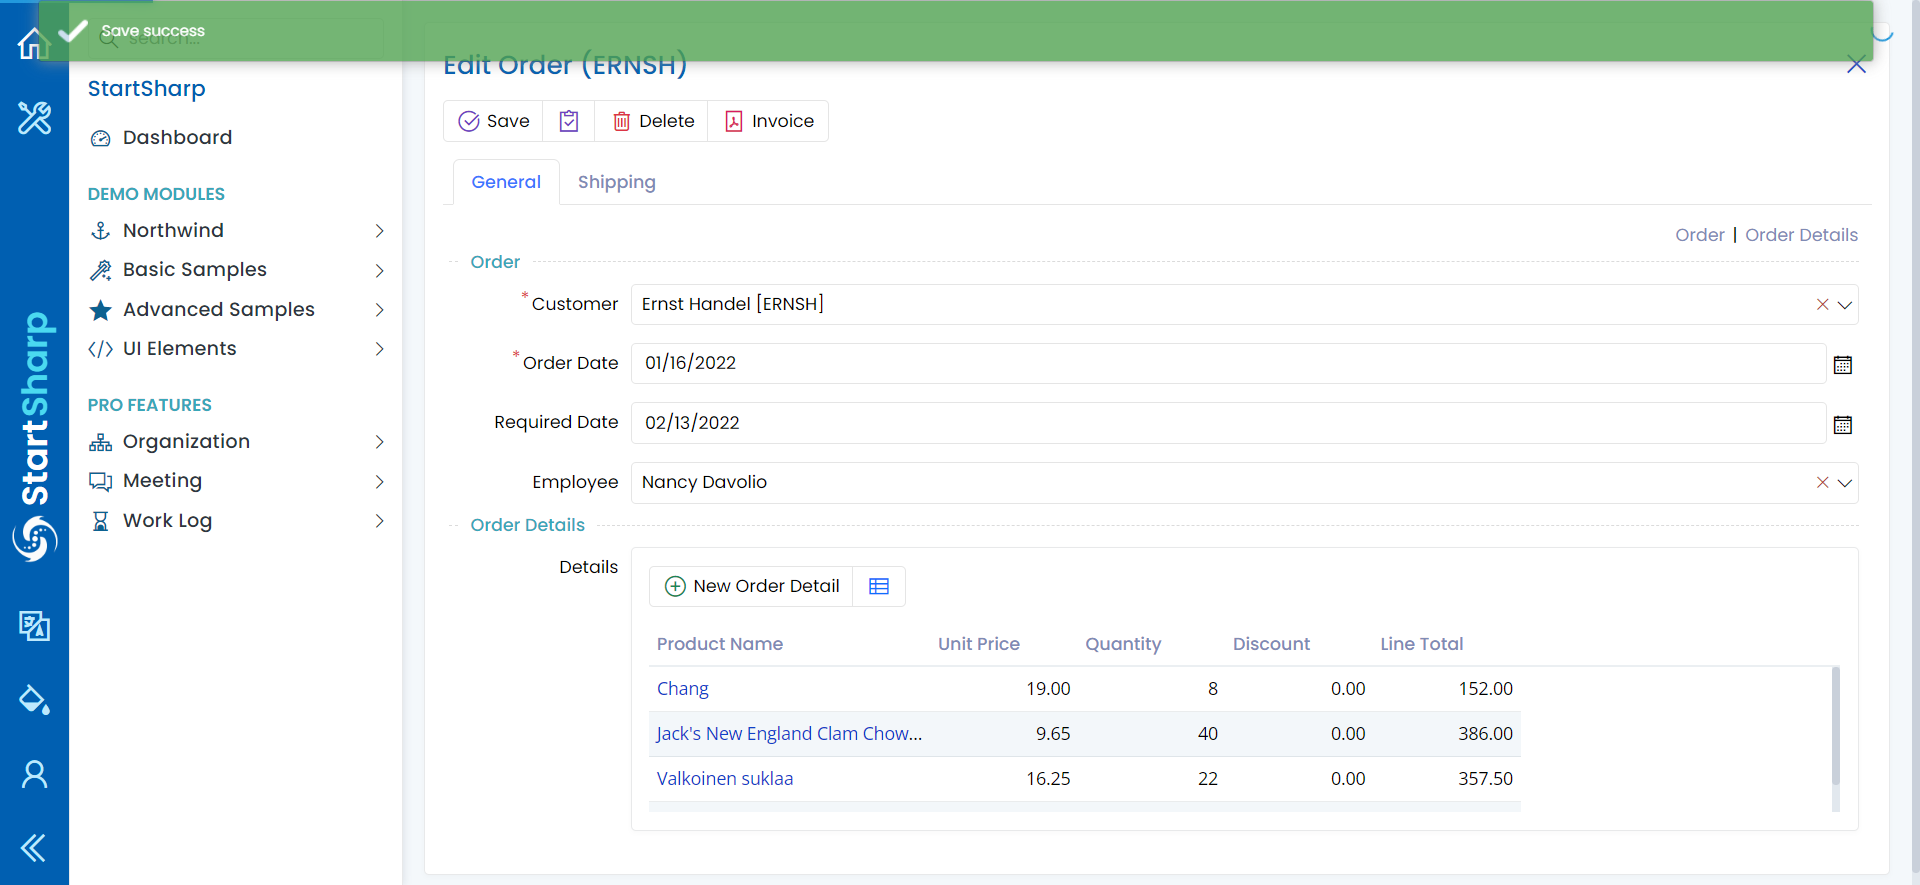 Save success
Search...
StartSharp
Dashboard
DEMO MODULES
Northwind
Basic Samples
Advanced Samples
UI Elements
PRO FEATURES
Organization
Meeting
Work Log
StartSharp
Edit Order (ERNSH)
Save
Delete
Invoice
General
Shipping
Order | Order Details
Order
*Customer
Ernst Handel [ERNSH]
*Order Date
01/16/2022
Required Date
02/13/2022
Employee
Nancy Davolio
Order Details
Details
New Order Detail
Product Name Unit Price Quantity Discount Line Total
Chang 19.00 8 0.00 152.00
Jack's New England Clam Chow... 9.65 40 0.00 386.00
Valkoinen suklaa 16.25 22 0.00 357.50